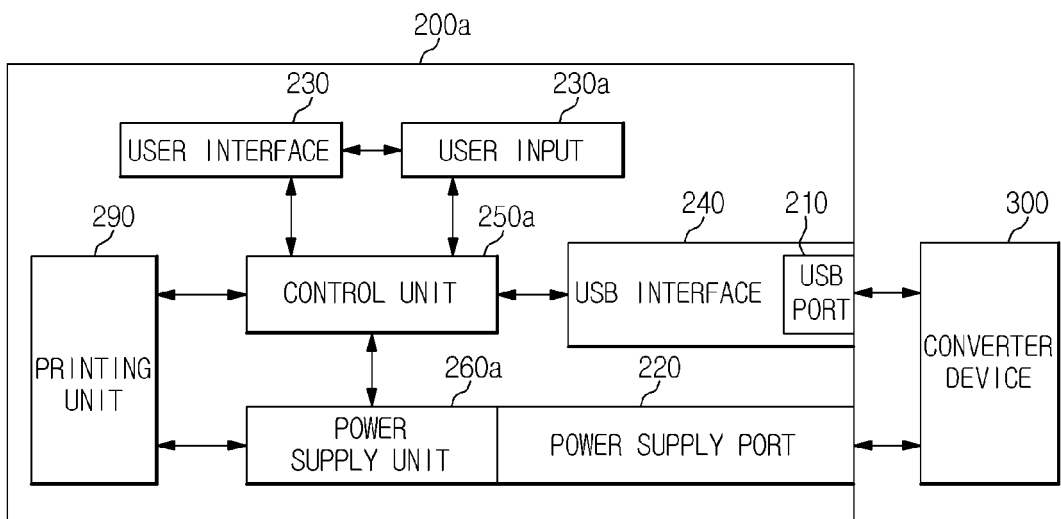 200a
230
230a
USER INTERFACE
USER INPUT
290
250a
240
210
300
CONTROL UNIT
USB INTERFACE
USB
PORT
PRINTING
UNIT
CONVERTER
DEVICE
260a
220
POWER
SUPPLY UNIT
POWER SUPPLY PORT